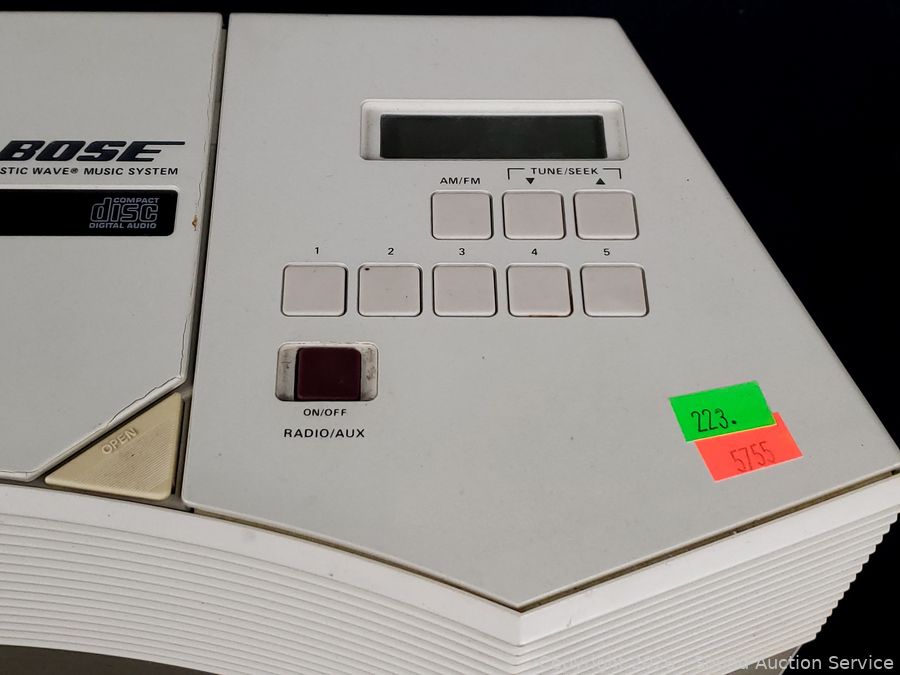 BOSE
STIC WAVE® MUSIC SYSTEM
COMPACT
disc
DIGITAL AUDIO
OPEN
AM/FM
TUNE/SEEK
1 2 3 4 5
ON/OFF
RADIO/AUX
223.
5755
Auction Service